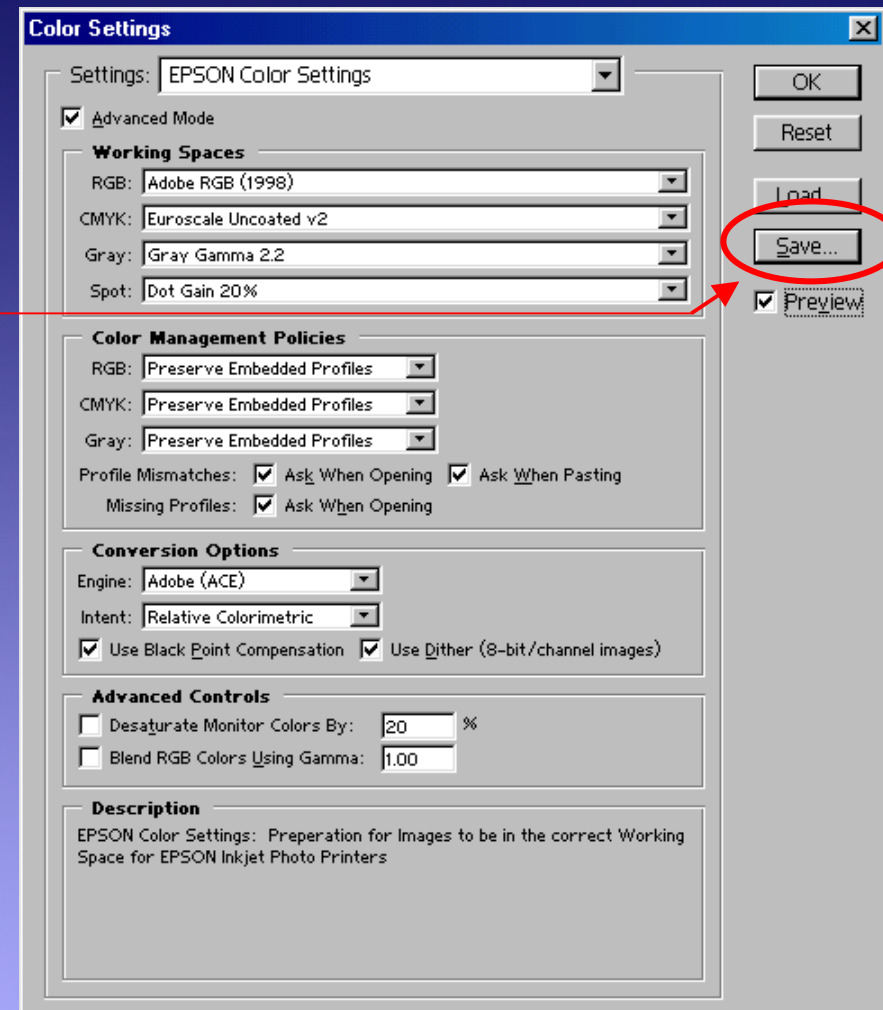 Color Settings
Settings: EPSON Color Settings
OK
Advanced Mode
Reset
Working Spaces
RGB: Adobe RGB (1998)
Load...
CMYK: Euroscale Uncoated v2
Save...
Gray: Gray Gamma 2.2
Spot: Dot Gain 20%
Preview
Color Management Policies
RGB: Preserve Embedded Profiles
CMYK: Preserve Embedded Profiles
Gray: Preserve Embedded Profiles
Profile Mismatches: Ask When Opening Ask When Pasting
Missing Profiles: Ask When Opening
Conversion Options
Engine: Adobe (ACE)
Intent: Relative Colorimetric
Use Black Point Compensation Use Dither (8-bit/channel images)
Advanced Controls
Desaturate Monitor Colors By: 20 %
Blend RGB Colors Using Gamma: 1.00
Description
EPSON Color Settings: Preperation for Images to be in the correct Working
Space for EPSON Inkjet Photo Printers